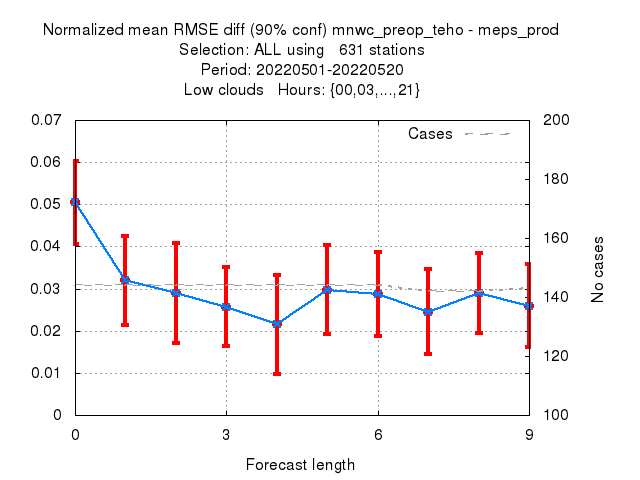 Normalized mean RMSE diff (90% conf) mnwc_preop_teho - meps_prod
Selection: ALL using   631 stations
Period: 20220501-20220520
Low clouds   Hours: {00,03,...,21}
Cases
0.07
0.06
0.05
0.04
0.03
0.02
0.01
0
200
180
160
140
120
100
No cases
0
3
6
9
Forecast length